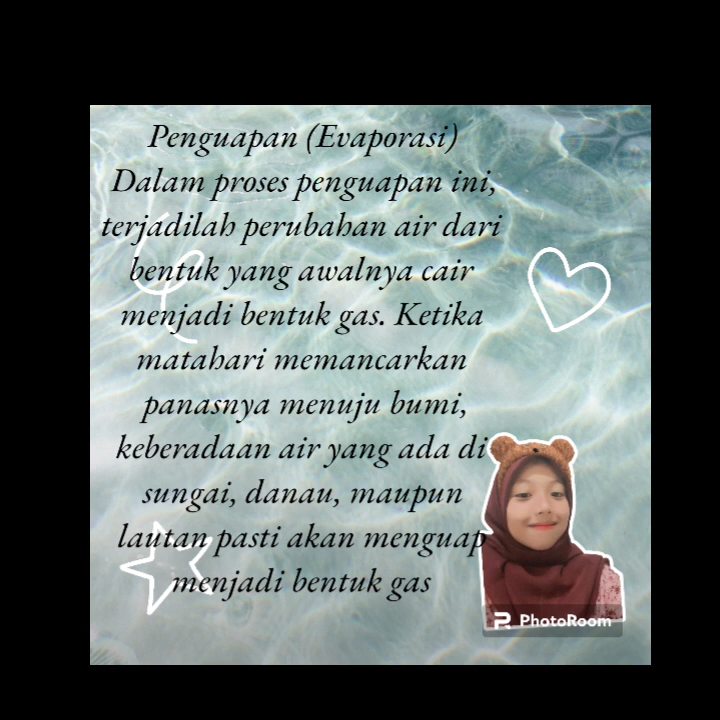 Penguapan (Evaporasi)
Dalam proses penguapan ini,
terjadilah perubahan air dari
bentuk yang awalnya cair
menjadi bentuk gas. Ketika
matahari memancarkan
panasnya menuju bumi,
keberadaan air yang ada di
sungai, danau, maupun
lautan pasti akan menguap
menjadi bentuk gas
PhotoRoom